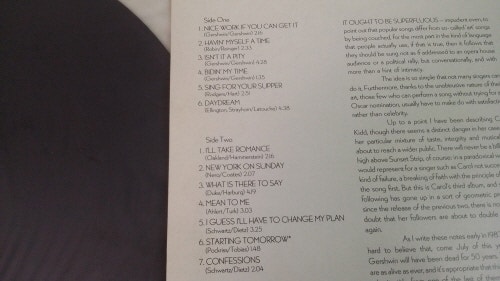 Side One
1. NICE WORK IF YOU CAN GET IT
(Gershwin/Gershwin) 2:16
2. HAVIN' MYSELF A TIME
(Robin/Rainger) 2:33
3. ISN'T IT A PITY
(Gershwin/Gershwin) 4:28
4. BIDIN' MY TIME
(Gershwin/Gershwin) 1:35
5. SING FOR YOUR SUPPER
(Rodgers/Hart) 2:51
6. DAYDREAM
(Ellington, Strayhorn/Latouche) 4:38
Side Two
1. I'LL TAKE ROMANCE
(Oakland/Hammerstein) 2:16
2. NEW YORK ON SUNDAY
(Nero/Coates) 2:07
3. WHAT IS THERE TO SAY
(Duke/Harburg) 4:19
4. MEAN TO ME
(Ahlert/Turk) 3:03
5. I GUESS I'LL HAVE TO CHANGE MY PLAN
(Schwartz/Dietz) 3:25
6. STARTING TOMORROW*
(Pockriss/Tobias) 1:48
7. CONFESSIONS
(Schwartz/Dietz) 2:04
IT OUGHT TO BE SUPERFLUOUS – impudent even, to
point out that popular songs differ from so-called 'art' songs
by being couched, for the most part in the kind of language
that people actually use, if that is true, then it follows that
they should be sung not as if addressed to an opera house
audience or a political rally, but conversationally, and with
more than a hint of intimacy.
The idea is so simple that not many singers can
do it. Furthermore, thanks to the unobtrusive nature of the
art, those few who can perform a song without trying for
Oscar nomination, usually have to make do with satisfact
rather than celebrity.
Up to a point I have been describing C
Kidd, though there seems a distinct danger in her case
her particular mixture of taste, integrity and musicia
about to reach a wider public. There will never be a bill
high above Sunset Strip, of course; in a paradoxical w
would represent for a singer such as Carol not succe
kind of failure, a breaking of faith with the principle of
the song first. But this is Carol's third album, and
Following has gone up in a sort of geometric, pr
since the release of the previous two, there is no
doubt that her followers are about to double
again.
As I write these notes early in 1987
hard to believe that, come July of this y
Gershwin will have been dead for 50 years.
are as alive as ever, and it's appropriate that the